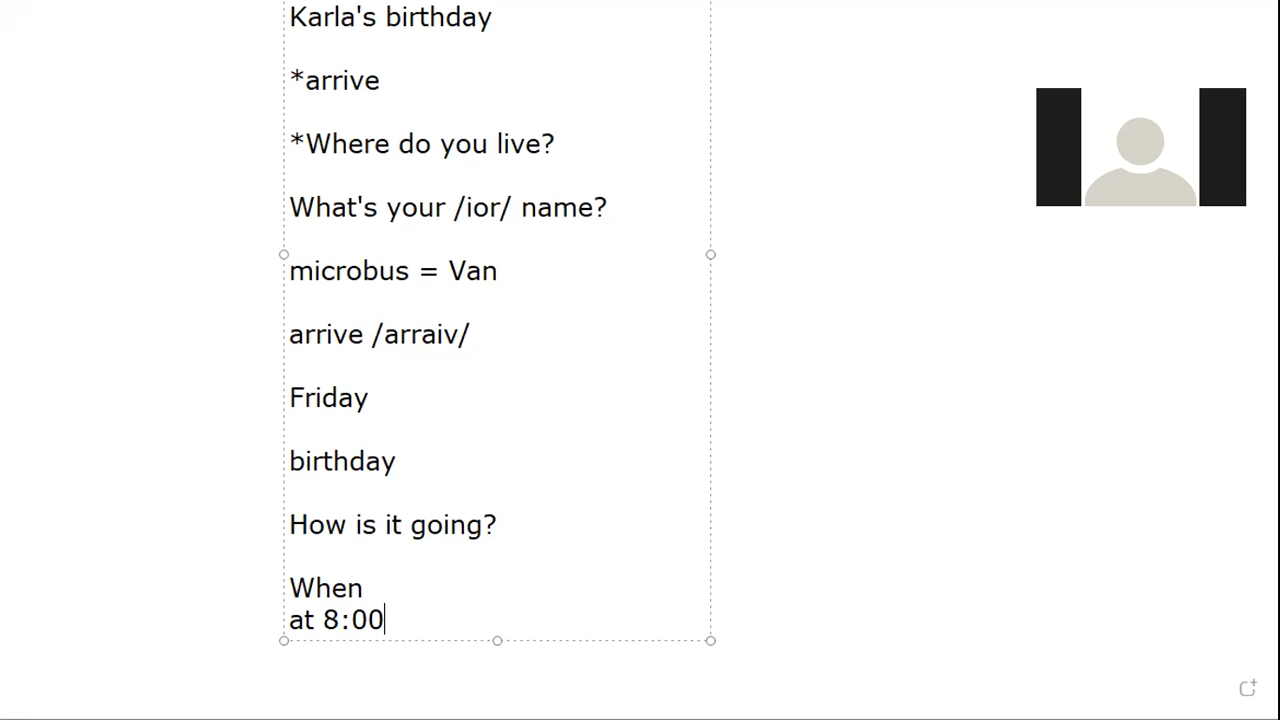 Karla's birthday
*arrive
*Where do you live?
What's your /ior/ name?
microbus = Van
arrive /arraiv/
Friday
birthday
How is it going?
When
at 8:00